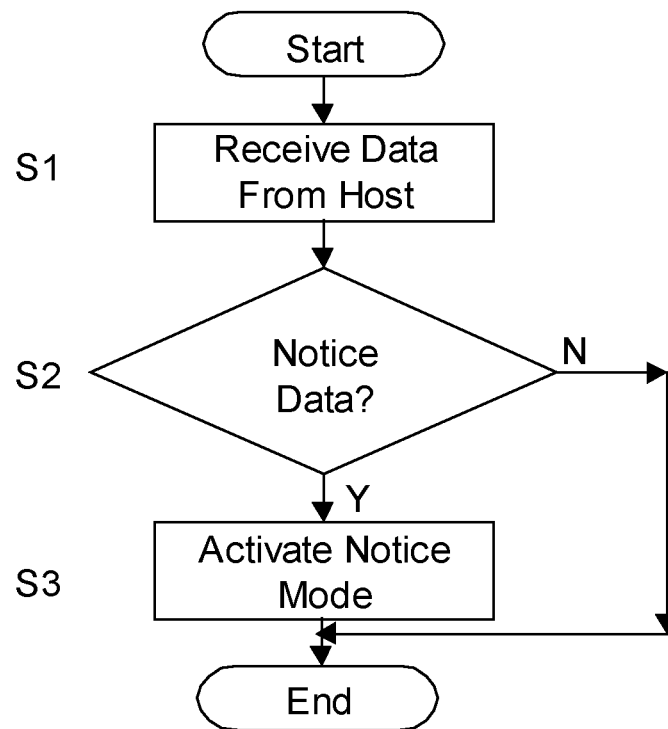 Start
S1
Receive Data
From Host
S2
Notice
Data?
N
Y
S3
Activate Notice
Mode
End